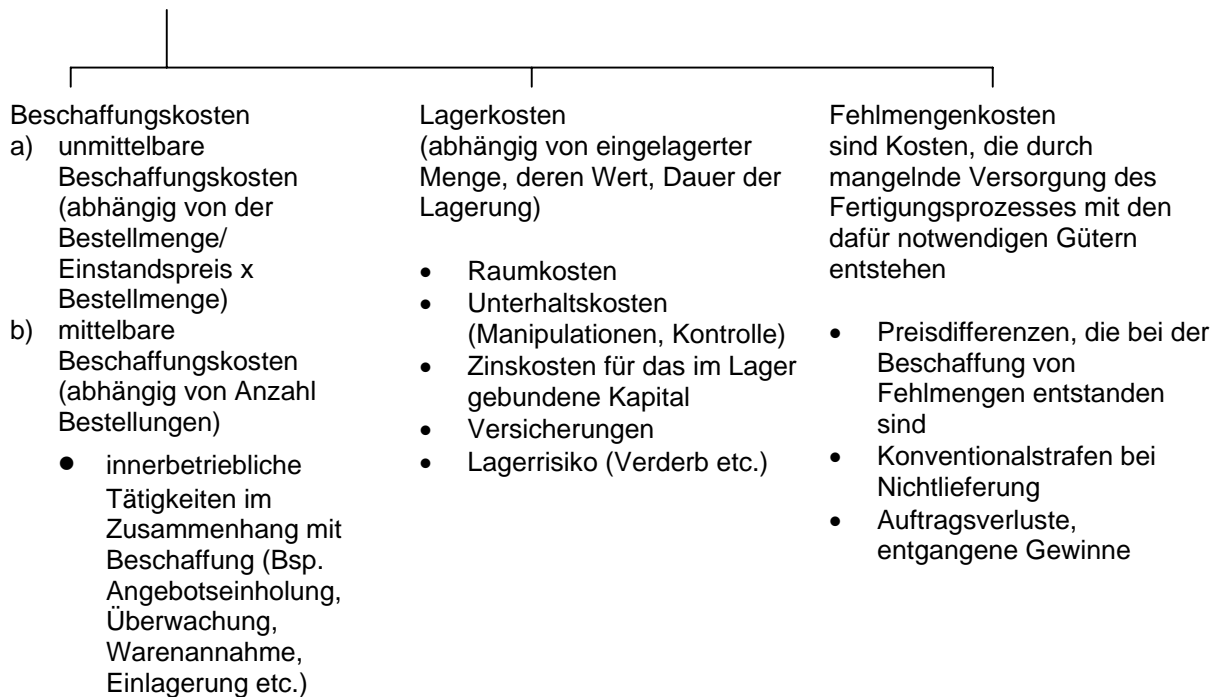 Beschaffungskosten
a) unmittelbare
Beschaffungskosten
(abhängig von der
Bestellmenge/
Einstandspreis x
Bestellmenge)
b) mittelbare
Beschaffungskosten
(abhängig von Anzahl
Bestellungen)
• innerbetriebliche
Tätigkeiten im
Zusammenhang mit
Beschaffung (Bsp.
Angebotseinholung,
Überwachung,
Warenannahme,
Einlagerung etc.)
Lagerkosten
(abhängig von eingelagerter
Menge, deren Wert, Dauer der
Lagerung)
• Raumkosten
• Unterhaltskosten
(Manipulationen, Kontrolle)
• Zinskosten für das im Lager
gebundene Kapital
• Versicherungen
• Lagerrisiko (Verderb etc.)
Fehlmengenkosten
sind Kosten, die durch
mangelnde Versorgung des
Fertigungsprozesses mit den
dafür notwendigen Gütern
entstehen
• Preisdifferenzen, die bei der
Beschaffung von
Fehlmengen entstanden
sind
• Konventionalstrafen bei
Nichtlieferung
• Auftragsverluste,
entgangene Gewinne